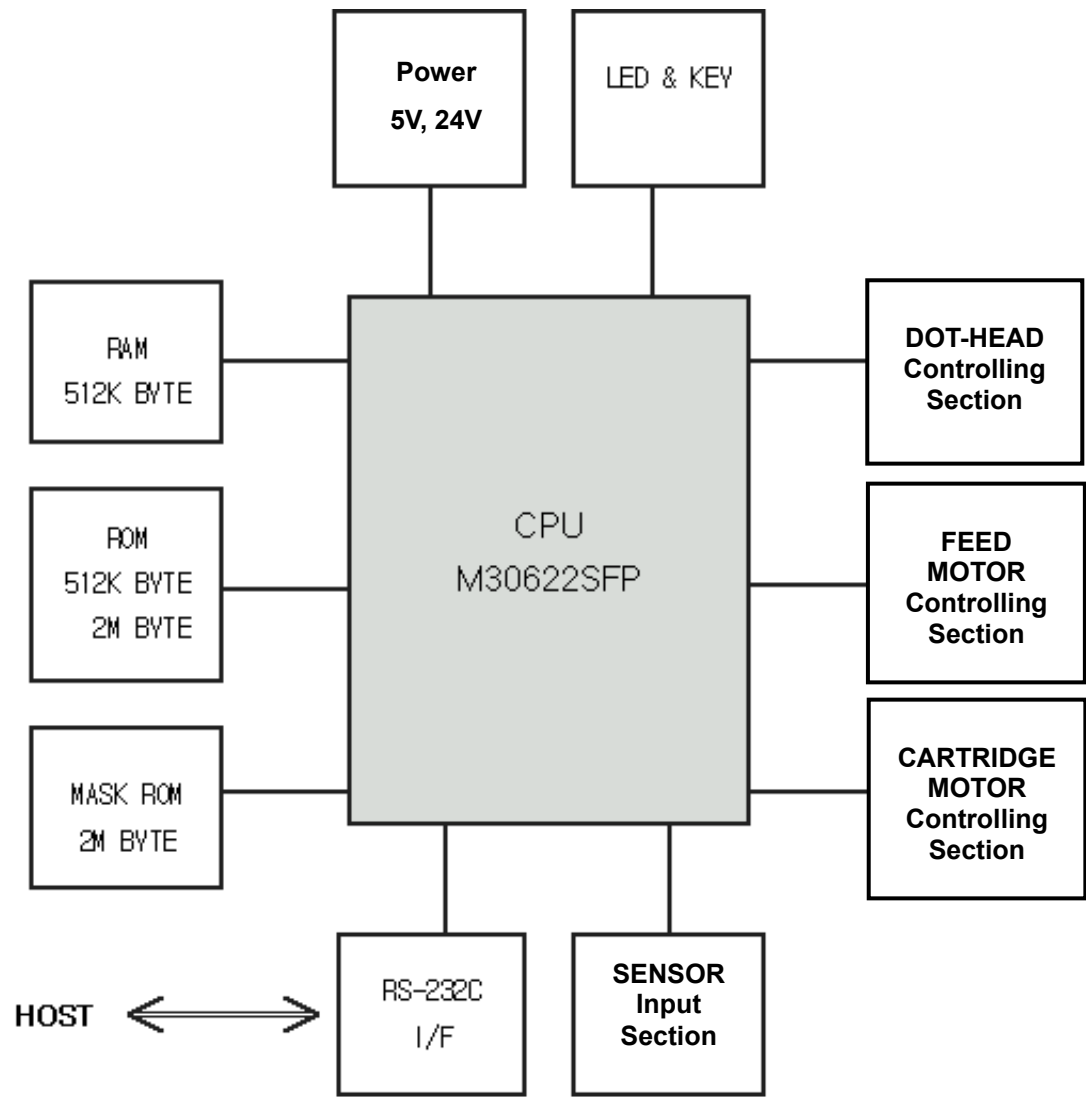 Power
5V, 24V
LED & KEY
RAM
512K BYTE
DOT-HEAD
Controlling
Section
ROM
512K BYTE
2M BYTE
CPU
M30622SFP
FEED
MOTOR
Controlling
Section
MASK ROM
2M BYTE
CARTRIDGE
MOTOR
Controlling
Section
HOST
RS-232C
I/F
SENSOR
Input
Section